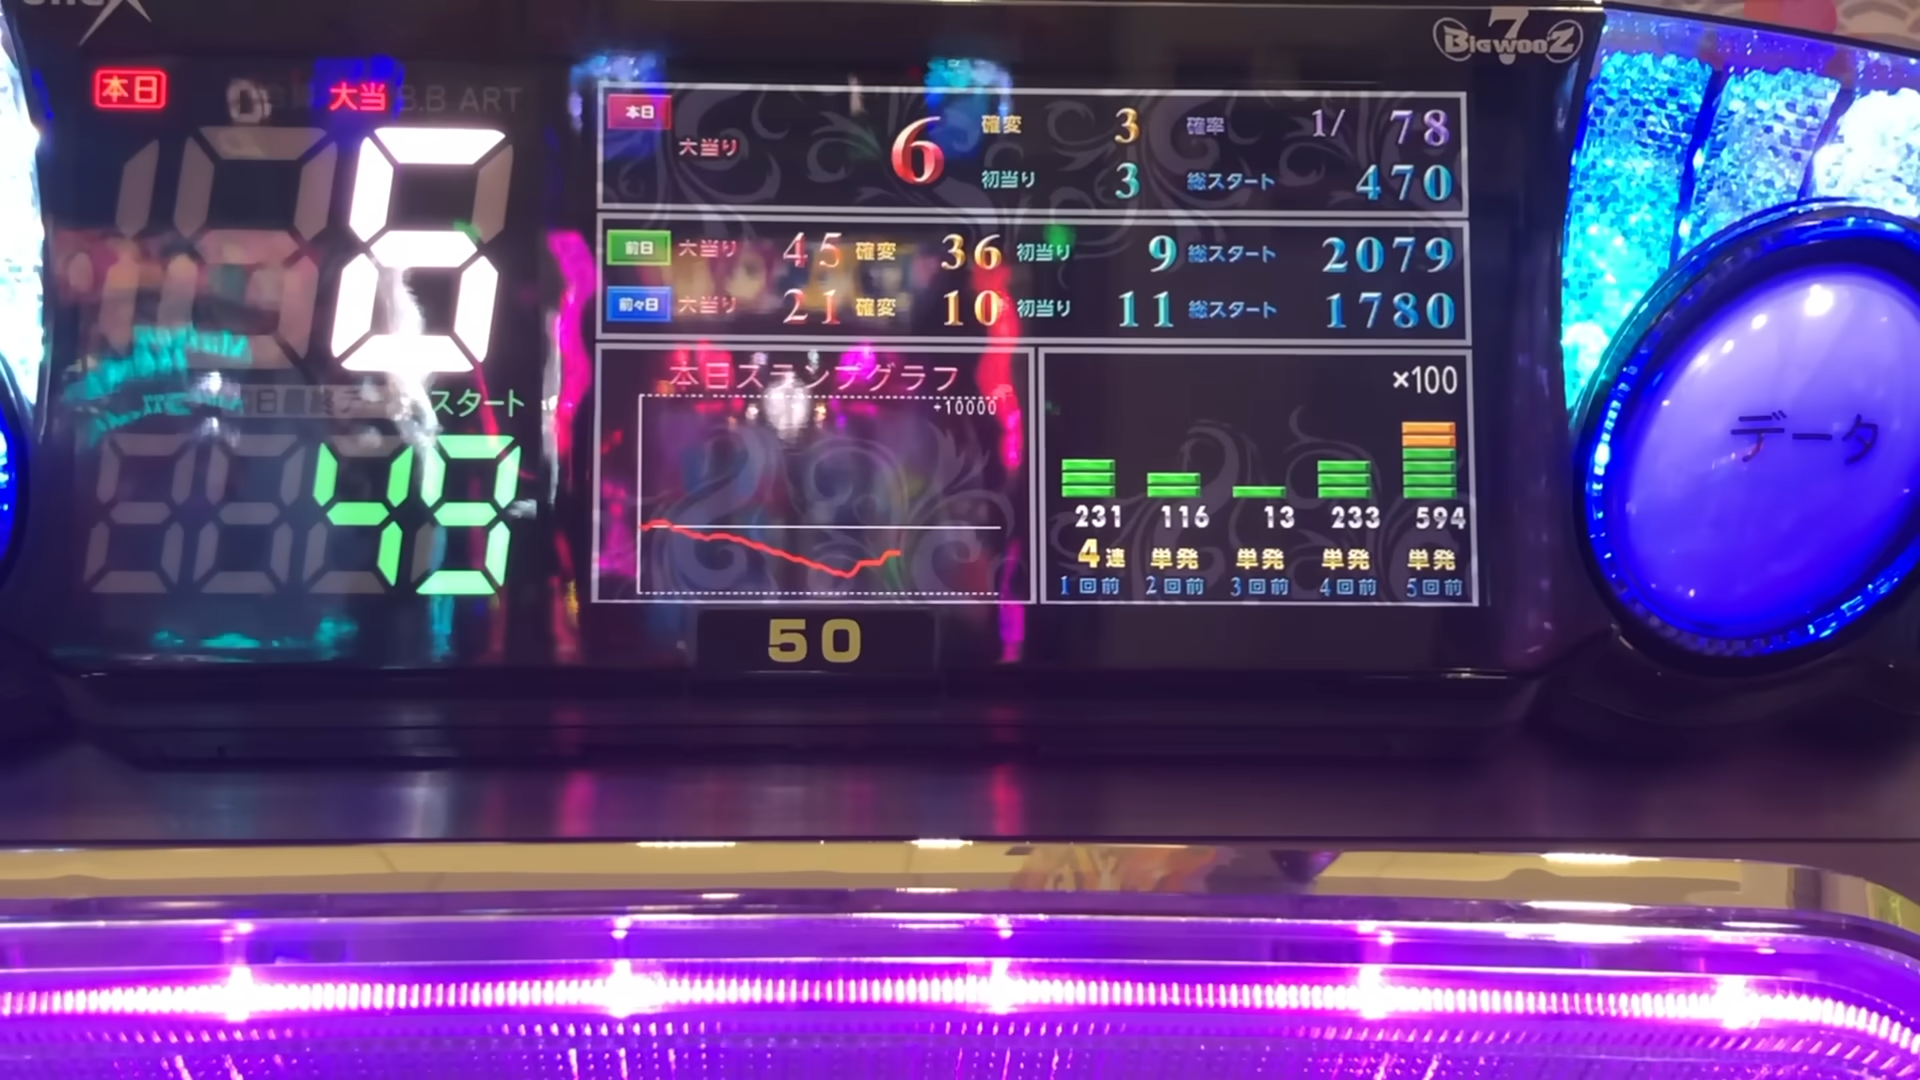 BIGWOOZ 7
本日 大当 B.B ART
6
スタート
49
本日 大当り 6 確変 3 確率 1/ 78
初当り 3 総スタート 470
前日 大当り 45 確変 36 初当り 9 総スタート 2079
前々日 大当り 21 確変 10 初当り 11 総スタート 1780
本日スランプグラフ
+10000
×100
231 116 13 233 594
4連 単発 単発 単発 単発
1回前 2回前 3回前 4回前 5回前
50
データ